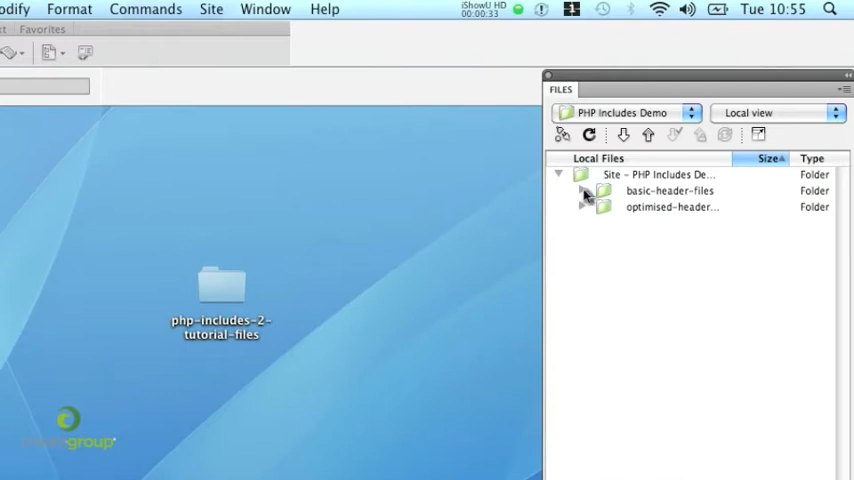 odify Format Commands Site Window Help iShowU HD 00:00:33 1 Tue 10:55
t Favorites
FILES
PHP Includes Demo Local view
Local Files Size Type
Site - PHP Includes De... Folder
basic-header-files Folder
optimised-header... Folder
php-includes-2-
tutorial-files
group